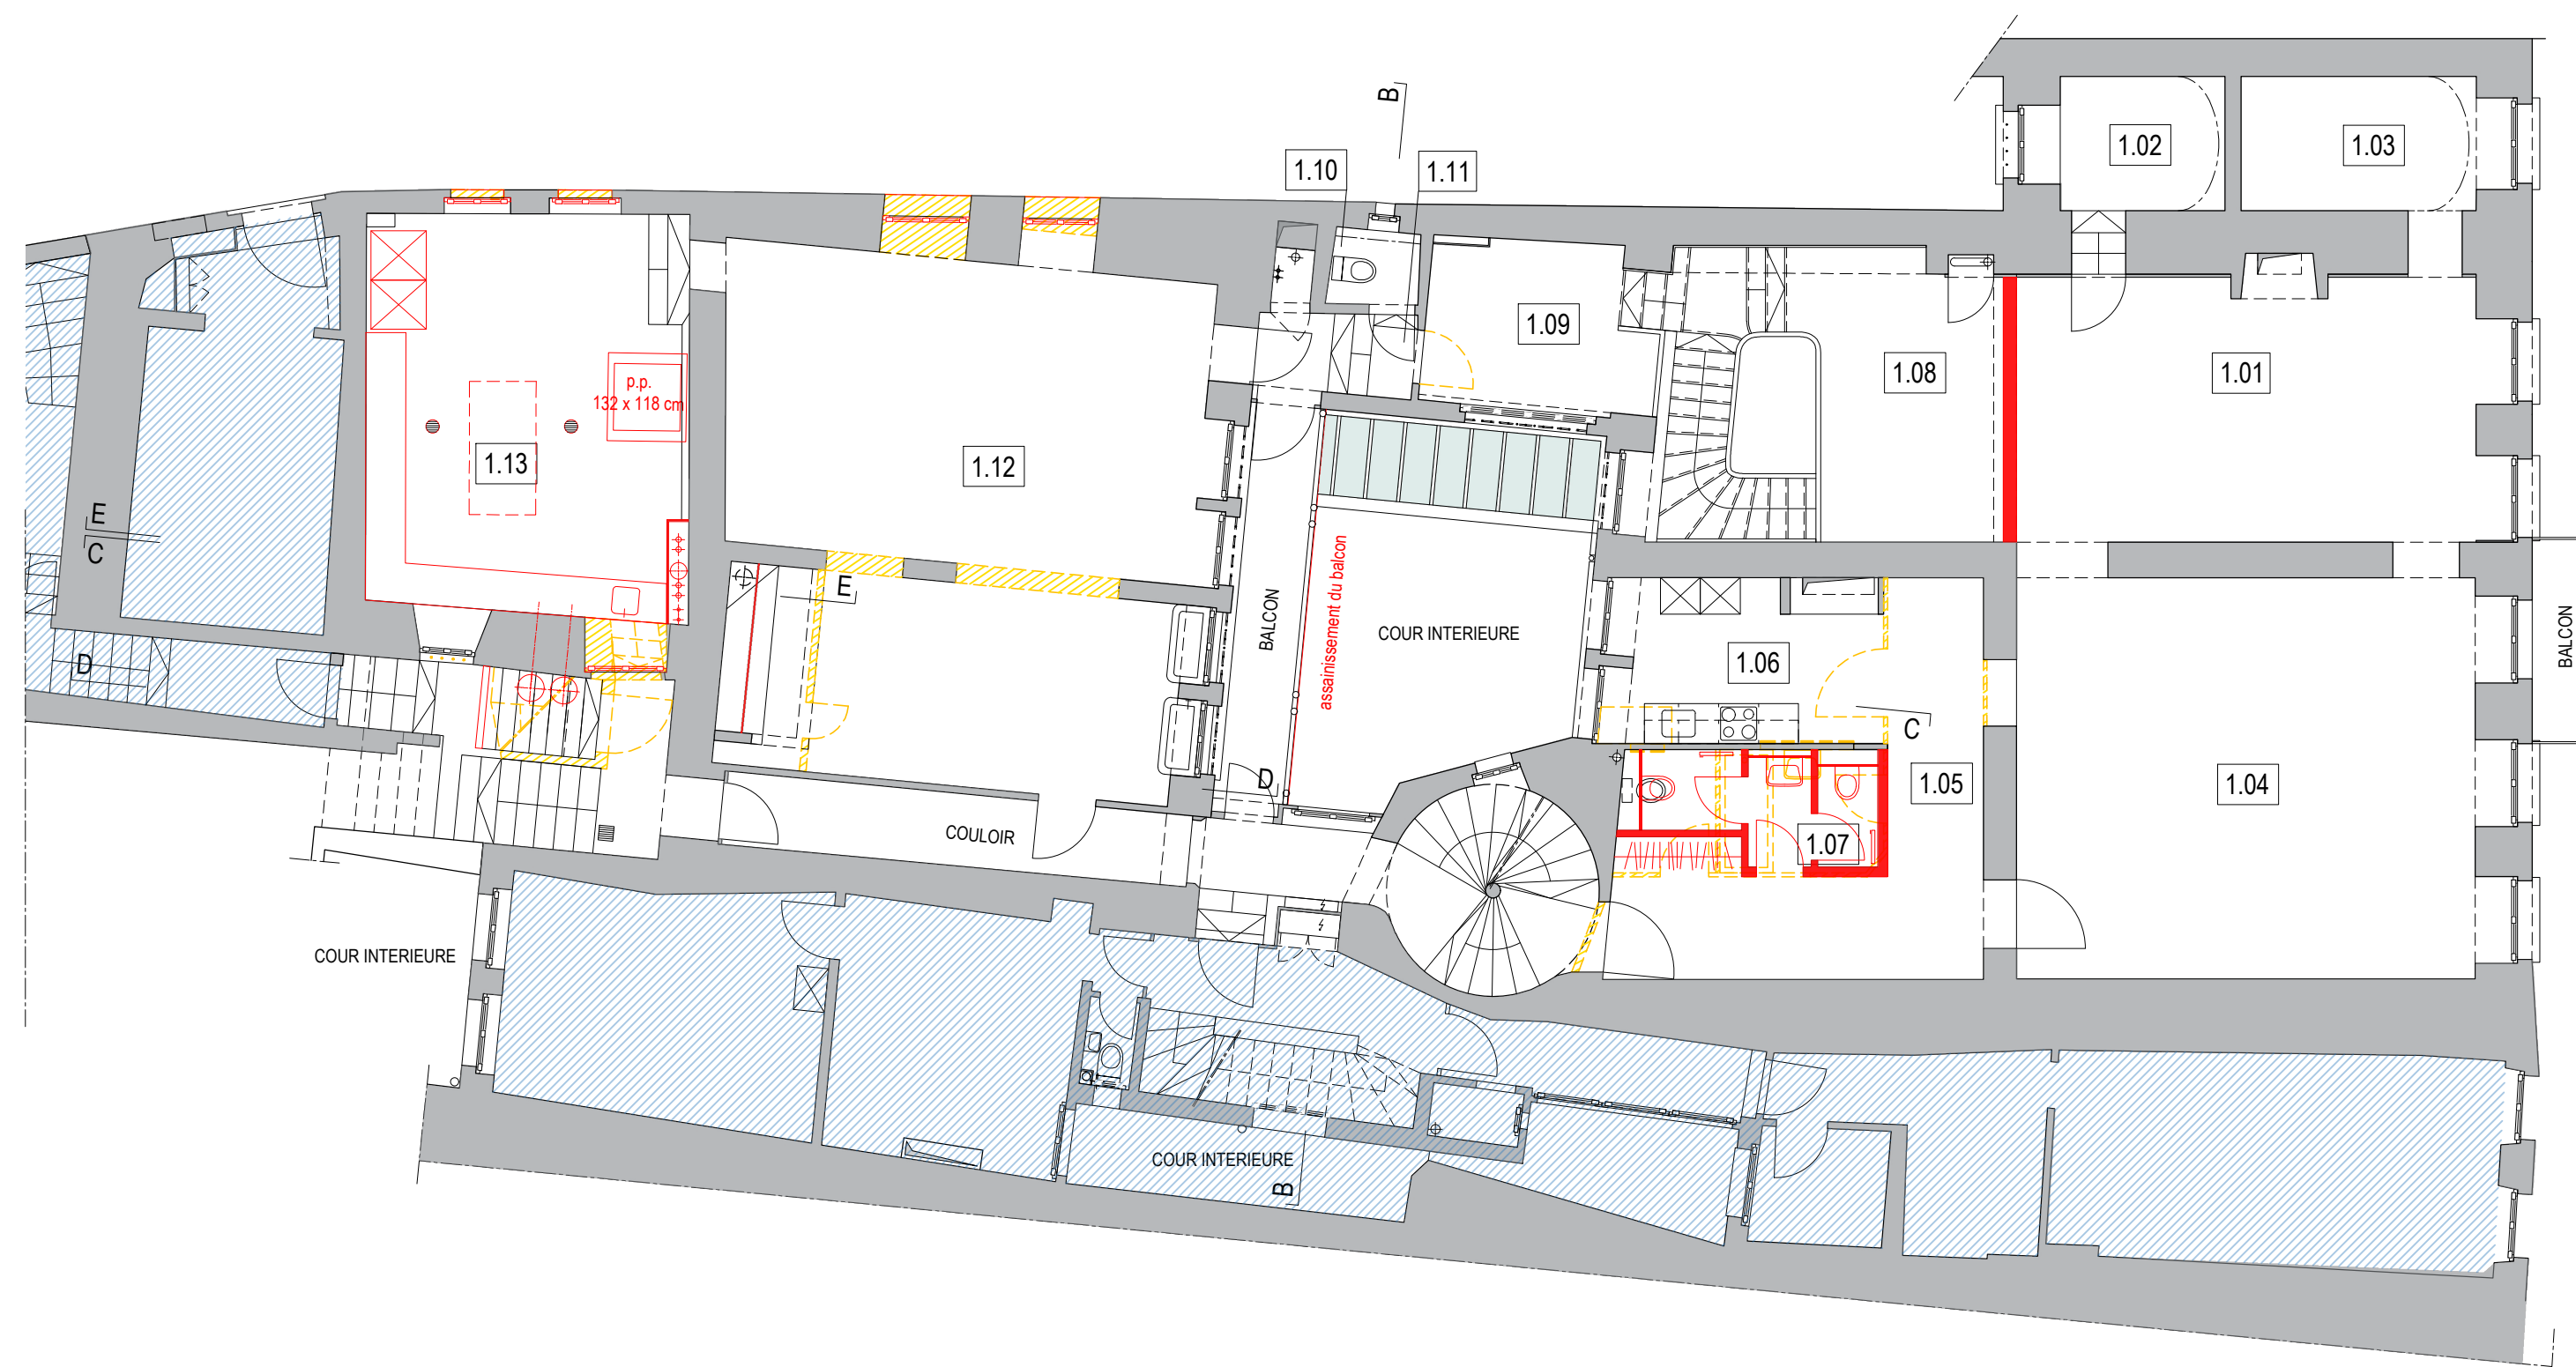 B
1.10
1.11
1.02
1.03
1.09
1.08
1.01
p.p.
132 x 118 cm
1.13
1.12
E
C
E
BALCON
assainissement du balcon
COUR INTERIEURE
1.06
BALCON
D
C
D
1.05
1.04
COULOIR
1.07
COUR INTERIEURE
COUR INTERIEURE
B